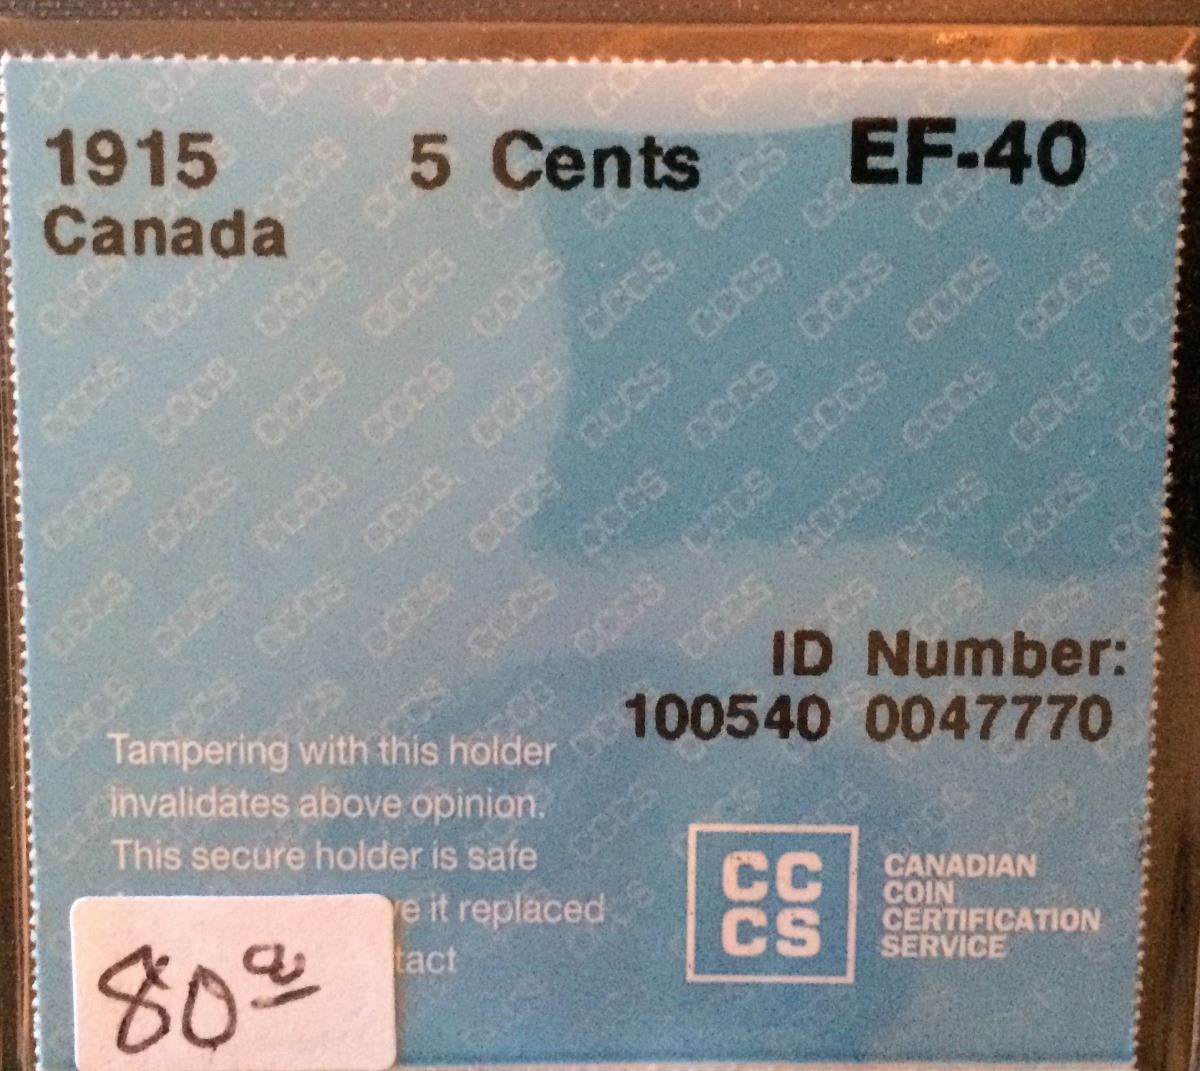 1915 5 Cents EF-40
Canada
ID Number:
100540 0047770
Tampering with this holder
invalidates above opinion.
This secure holder is safe
it replaced
80
CC
CS
CANADIAN
COIN
CERTIFICATION
SERVICE